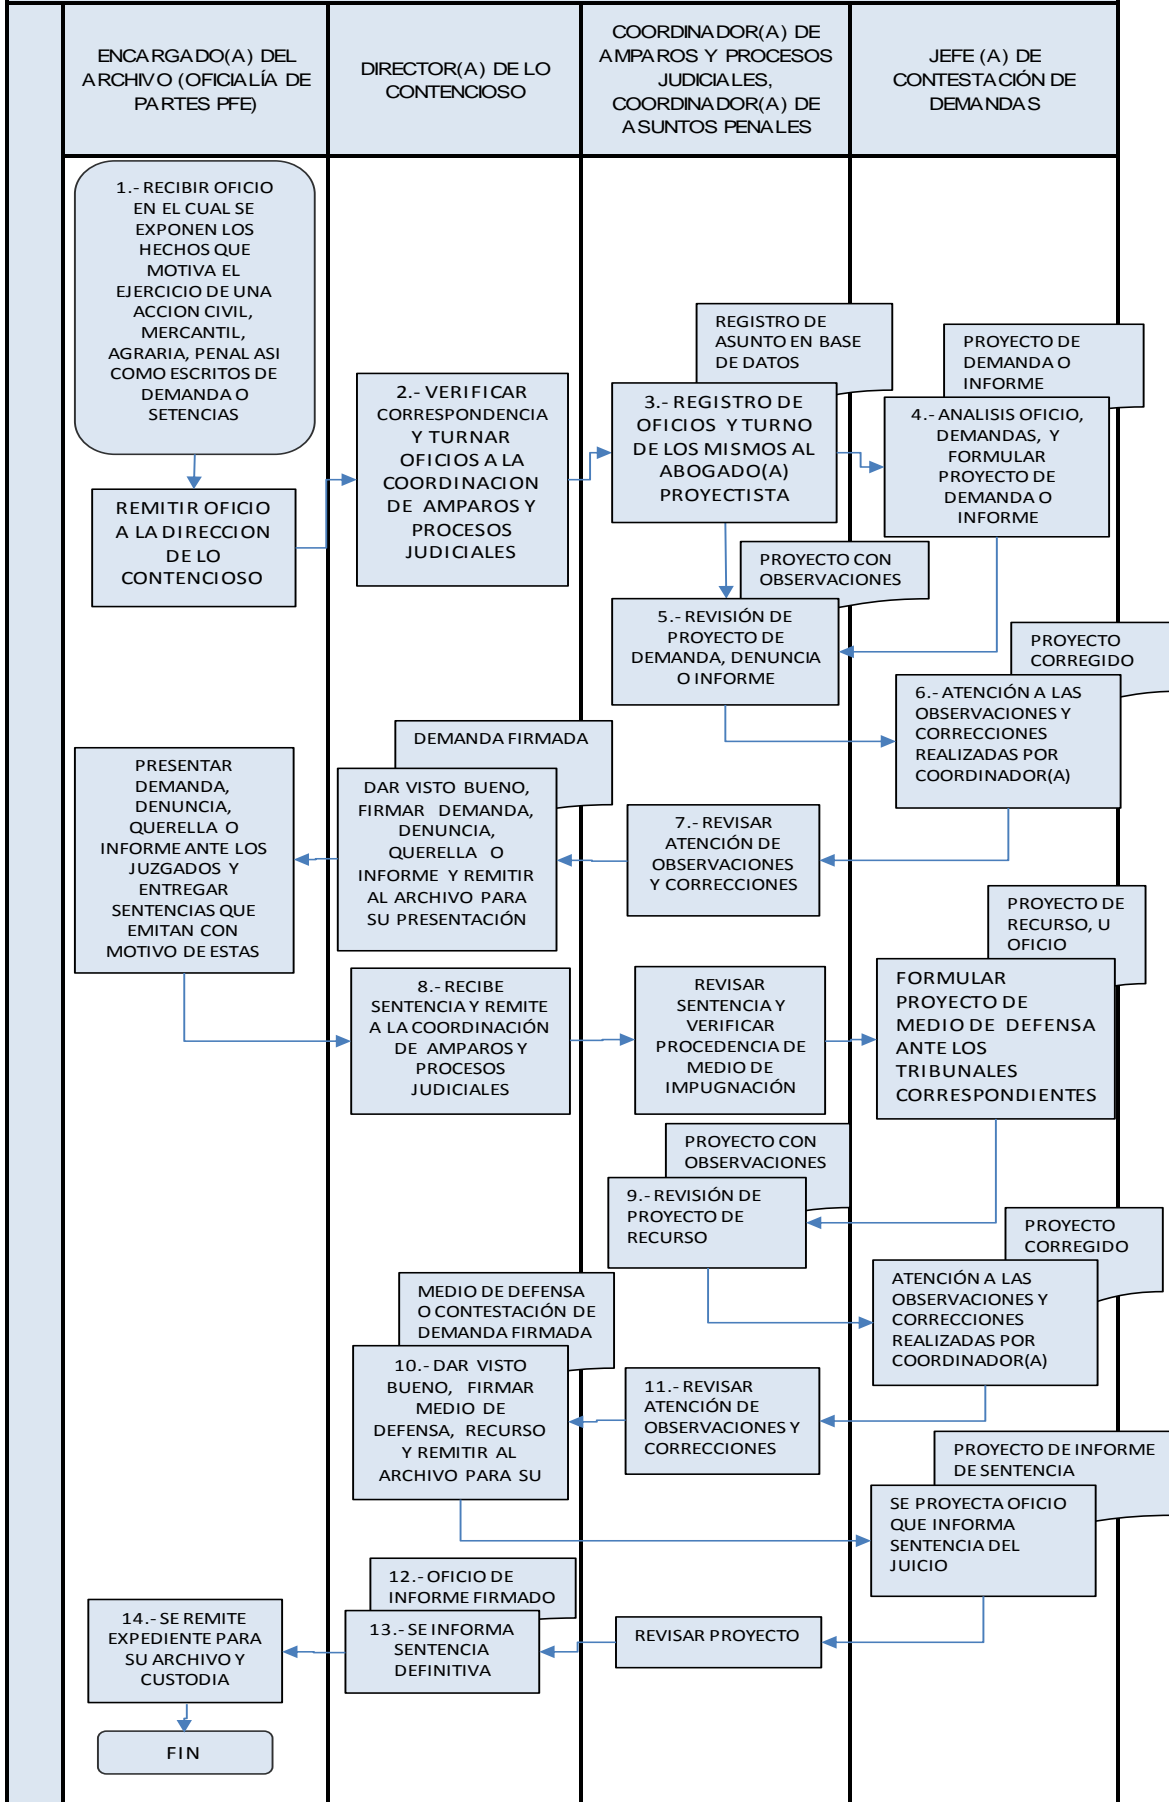 ENCARGADO(A) DEL
ARCHIVO (OFICIALÍA DE
PARTES PFE)
DIRECTOR(A) DE LO
CONTENCIOSO
COORDINADOR(A) DE
AMPAROS Y PROCESOS
JUDICIALES,
COORDINADOR(A) DE
ASUNTOS PENALES
JEFE (A) DE
CONTESTACIÓN DE
DEMANDAS
1.- RECIBIR OFICIO
EN EL CUAL SE
EXPONEN LOS
HECHOS QUE
MOTIVA EL
EJERCICIO DE UNA
ACCION CIVIL,
MERCANTIL,
AGRARIA, PENAL ASI
COMO ESCRITOS DE
DEMANDA O
SETENCIAS
REMITIR OFICIO
A LA DIRECCION
DE LO
CONTENCIOSO
2.- VERIFICAR
CORRESPONDENCIA
Y TURNAR
OFICIOS A LA
COORDINACION
DE AMPAROS Y
PROCESOS
JUDICIALES
REGISTRO DE
ASUNTO EN BASE
DE DATOS
3.- REGISTRO DE
OFICIOS Y TURNO
DE LOS MISMOS AL
ABOGADO(A)
PROYECTISTA
PROYECTO DE
DEMANDA O
INFORME
4.- ANALISIS OFICIO,
DEMANDAS, Y
FORMULAR
PROYECTO DE
DEMANDA O
INFORME
PROYECTO CON
OBSERVACIONES
5.- REVISIÓN DE
PROYECTO DE
DEMANDA, DENUNCIA
O INFORME
PROYECTO
CORREGIDO
6.- ATENCIÓN A LAS
OBSERVACIONES Y
CORRECCIONES
REALIZADAS POR
COORDINADOR(A)
7.- REVISAR
ATENCIÓN DE
OBSERVACIONES
Y CORRECCIONES
DEMANDA FIRMADA
DAR VISTO BUENO,
FIRMAR DEMANDA,
DENUNCIA,
QUERELLA O
INFORME Y REMITIR
AL ARCHIVO PARA
SU PRESENTACIÓN
PRESENTAR
DEMANDA,
DENUNCIA,
QUERELLA O
INFORME ANTE LOS
JUZGADOS Y
ENTREGAR
SENTENCIAS QUE
EMITAN CON
MOTIVO DE ESTAS
8.- RECIBE
SENTENCIA Y REMITE
A LA COORDINACIÓN
DE AMPAROS Y
PROCESOS
JUDICIALES
REVISAR
SENTENCIA Y
VERIFICAR
PROCEDENCIA DE
MEDIO DE
IMPUGNACIÓN
PROYECTO DE
RECURSO, U
OFICIO
FORMULAR
PROYECTO DE
MEDIO DE DEFENSA
ANTE LOS
TRIBUNALES
CORRESPONDIENTES
PROYECTO CON
OBSERVACIONES
9.- REVISIÓN DE
PROYECTO DE
RECURSO
PROYECTO
CORREGIDO
ATENCIÓN A LAS
OBSERVACIONES Y
CORRECCIONES
REALIZADAS POR
COORDINADOR(A)
11.- REVISAR
ATENCIÓN DE
OBSERVACIONES Y
CORRECCIONES
MEDIO DE DEFENSA
O CONTESTACIÓN DE
DEMANDA FIRMADA
10.- DAR VISTO
BUENO, FIRMAR
MEDIO DE
DEFENSA, RECURSO
Y REMITIR AL
ARCHIVO PARA SU
PROYECTO DE INFORME
DE SENTENCIA
SE PROYECTA OFICIO
QUE INFORMA
SENTENCIA DEL
JUICIO
REVISAR PROYECTO
12.- OFICIO DE
INFORME FIRMADO
13.- SE INFORMA
SENTENCIA
DEFINITIVA
14.- SE REMITE
EXPEDIENTE PARA
SU ARCHIVO Y
CUSTODIA
FIN